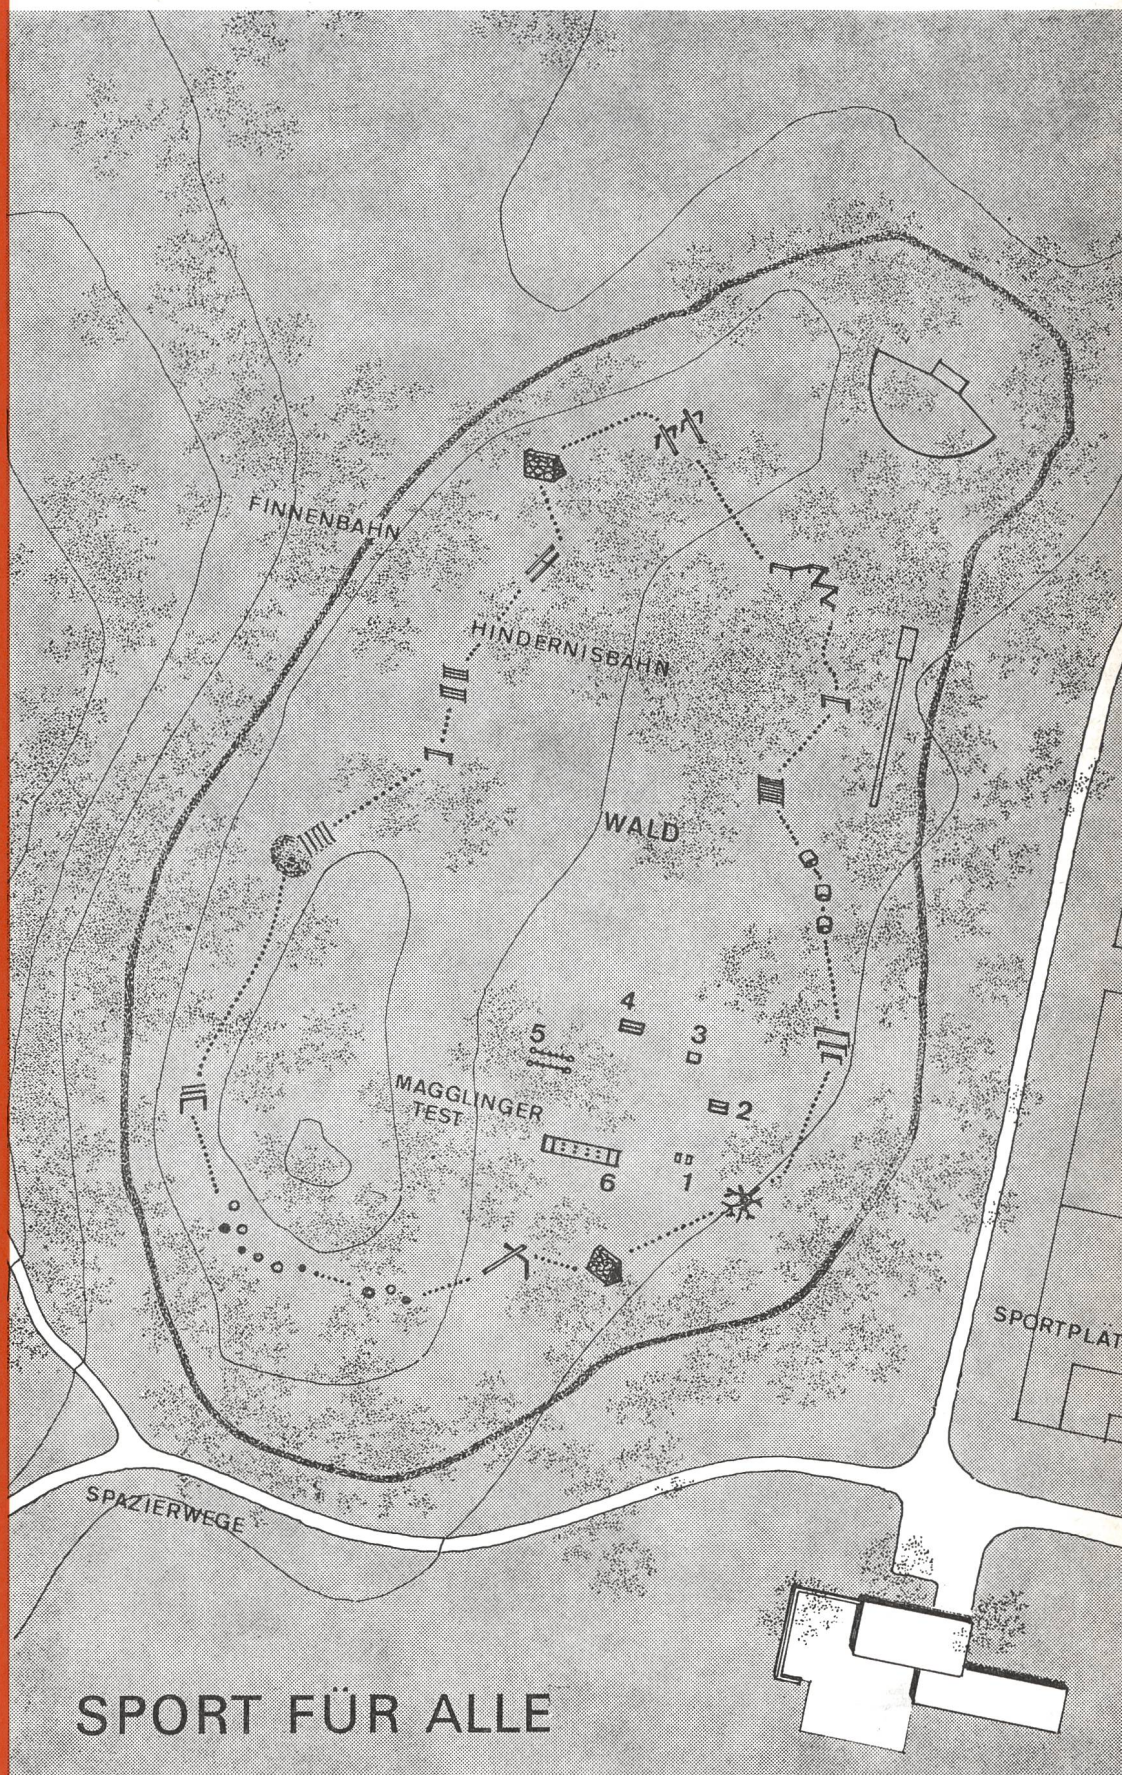 FINNENBAHN
HINDERNISBAHN
WALD
4
5
3
MAGGLINGER
TEST
2
6
1
SPORTPLÄT
SPAZIERWEGE
SPORT FÜR ALLE